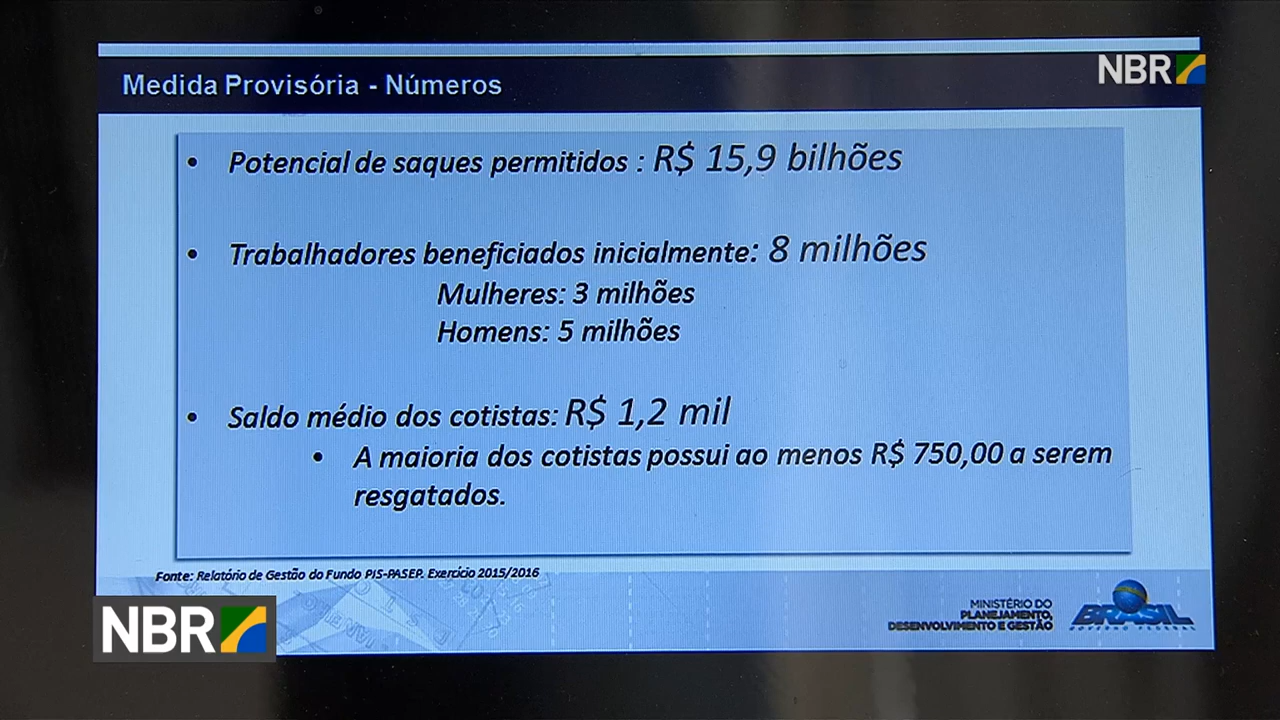 Medida Provisória - Números
NBR
• Potencial de saques permitidos : R$ 15,9 bilhões
• Trabalhadores beneficiados inicialmente: 8 milhões
Mulheres: 3 milhões
Homens: 5 milhões
• Saldo médio dos cotistas: R$ 1,2 mil
• A maioria dos cotistas possui ao menos R$ 750,00 a serem
resgatados.
Fonte: Relatório de Gestão do Fundo PIS-PASEP. Exercício 2015/2016
NBR
MINISTÉRIO DO
PLANEJAMENTO,
DESENVOLVIMENTO E GESTÃO
BRASIL
GOVERNO FEDERAL